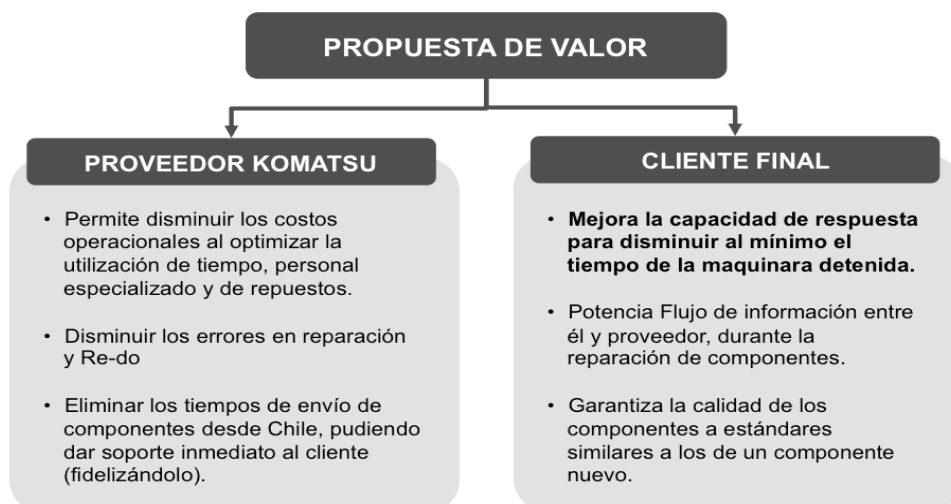 PROPUESTA DE VALOR
PROVEEDOR KOMATSU
• Permite disminuir los costos
operacionales al optimizar la
utilización de tiempo, personal
especializado y de repuestos.
• Disminuir los errores en reparación
y Re-do
• Eliminar los tiempos de envío de
componentes desde Chile, pudiendo
dar soporte inmediato al cliente
(fidelizándolo).
CLIENTE FINAL
• Mejora la capacidad de respuesta
para disminuir al mínimo el
tiempo de la maquinara detenida.
• Potencia Flujo de información entre
él y proveedor, durante la
reparación de componentes.
• Garantiza la calidad de los
componentes a estándares
similares a los de un componente
nuevo.